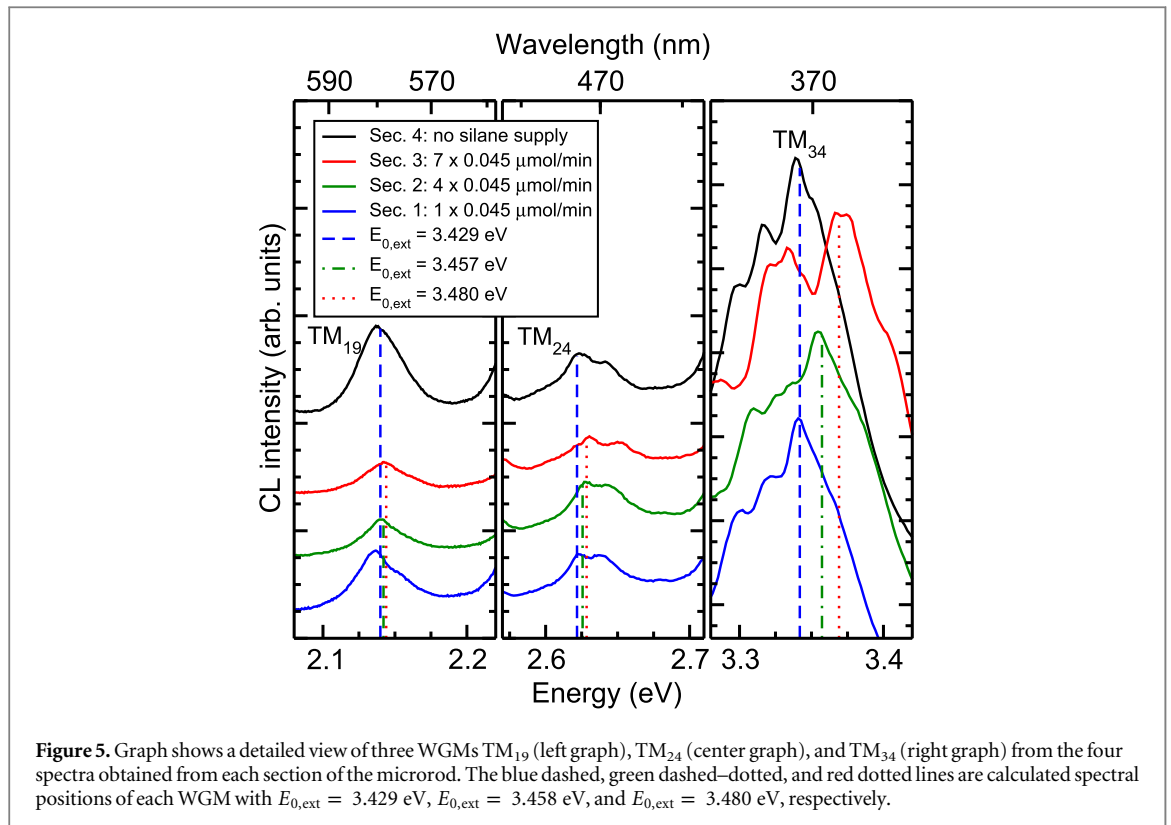 Wavelength (nm)
590 570 470 370
Sec. 4: no silane supply
Sec. 3: 7 x 0.045 μmol/min
Sec. 2: 4 x 0.045 μmol/min
Sec. 1: 1 x 0.045 μmol/min
E0,ext = 3.429 eV
E0,ext = 3.457 eV
E0,ext = 3.480 eV
TM34
TM19
TM24
CL intensity (arb. units)
2.1 2.2 2.6 2.7 3.3 3.4
Energy (eV)
Figure 5. Graph shows a detailed view of three WGMs TM19 (left graph), TM24 (center graph), and TM34 (right graph) from the four
spectra obtained from each section of the microrod. The blue dashed, green dashed–dotted, and red dotted lines are calculated spectral
positions of each WGM with E0,ext = 3.429 eV, E0,ext = 3.458 eV, and E0,ext = 3.480 eV, respectively.